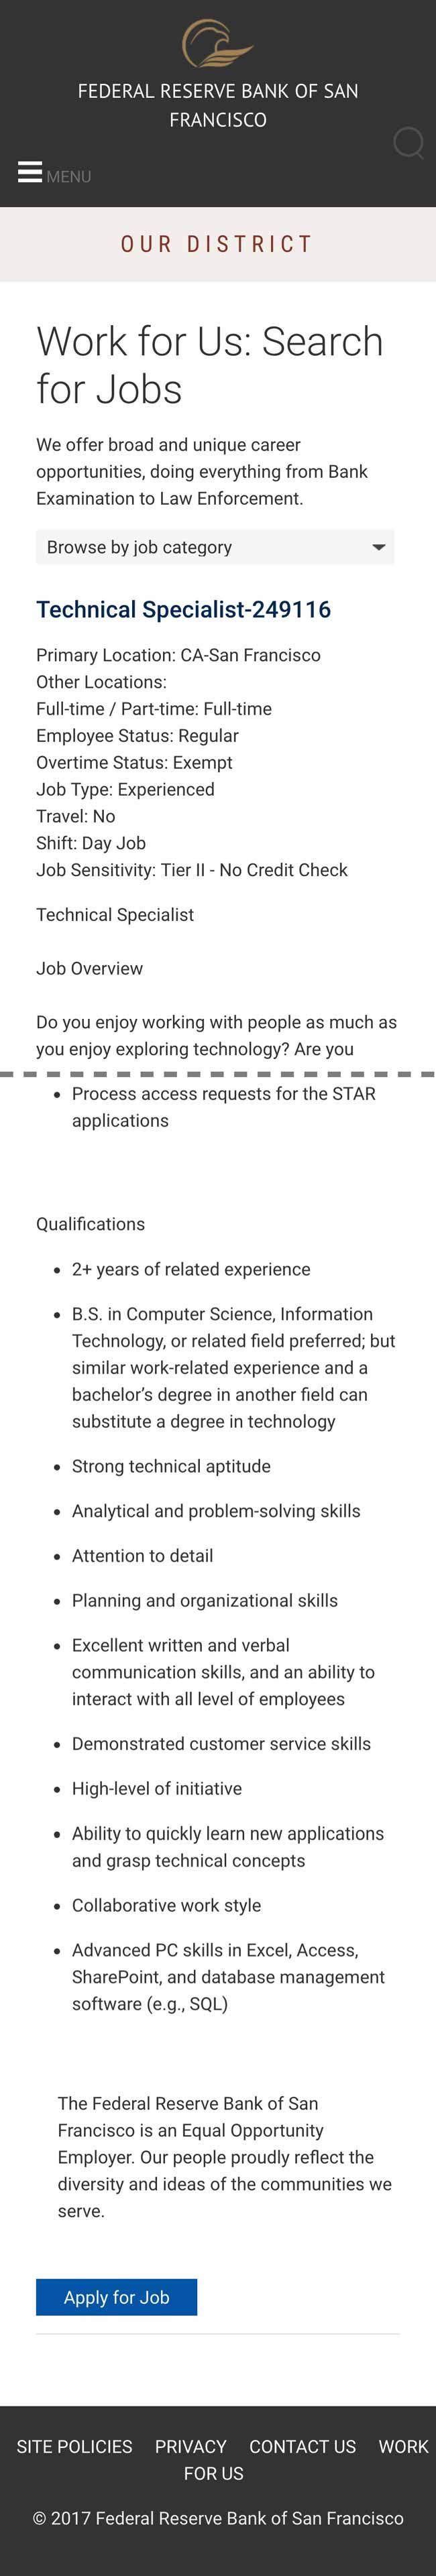 FEDERAL RESERVE BANK OF SAN
FRANCISCO
MENU
OUR DISTRICT
Work for Us: Search
for Jobs
We offer broad and unique career
opportunities, doing everything from Bank
Examination to Law Enforcement.
Browse by job category
Technical Specialist-249116
Primary Location: CA-San Francisco
Other Locations:
Full-time / Part-time: Full-time
Employee Status: Regular
Overtime Status: Exempt
Job Type: Experienced
Travel: No
Shift: Day Job
Job Sensitivity: Tier II - No Credit Check
Technical Specialist
Job Overview
Do you enjoy working with people as much as
you enjoy exploring technology? Are you
• Process access requests for the STAR
applications
Qualifications
• 2+ years of related experience
• B.S. in Computer Science, Information
Technology, or related field preferred; but
similar work-related experience and a
bachelor’s degree in another field can
substitute a degree in technology
• Strong technical aptitude
• Analytical and problem-solving skills
• Attention to detail
• Planning and organizational skills
• Excellent written and verbal
communication skills, and an ability to
interact with all level of employees
• Demonstrated customer service skills
• High-level of initiative
• Ability to quickly learn new applications
and grasp technical concepts
• Collaborative work style
• Advanced PC skills in Excel, Access,
SharePoint, and database management
software (e.g., SQL)
The Federal Reserve Bank of San
Francisco is an Equal Opportunity
Employer. Our people proudly reflect the
diversity and ideas of the communities we
serve.
Apply for Job
SITE POLICIES PRIVACY CONTACT US WORK
FOR US
© 2017 Federal Reserve Bank of San Francisco